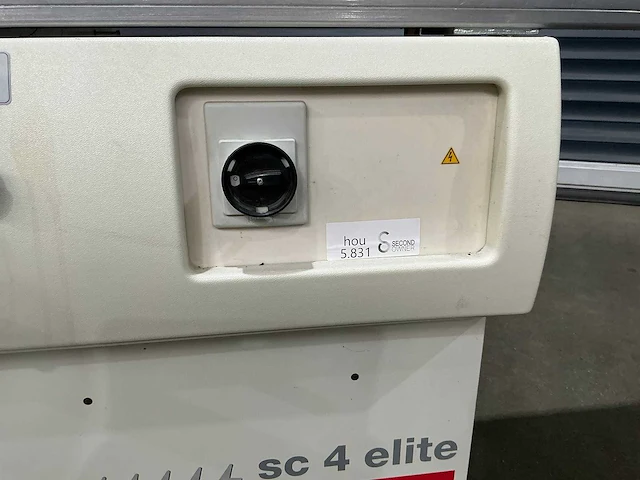 hou
5.831
SECOND
OWNER
sc 4 elite